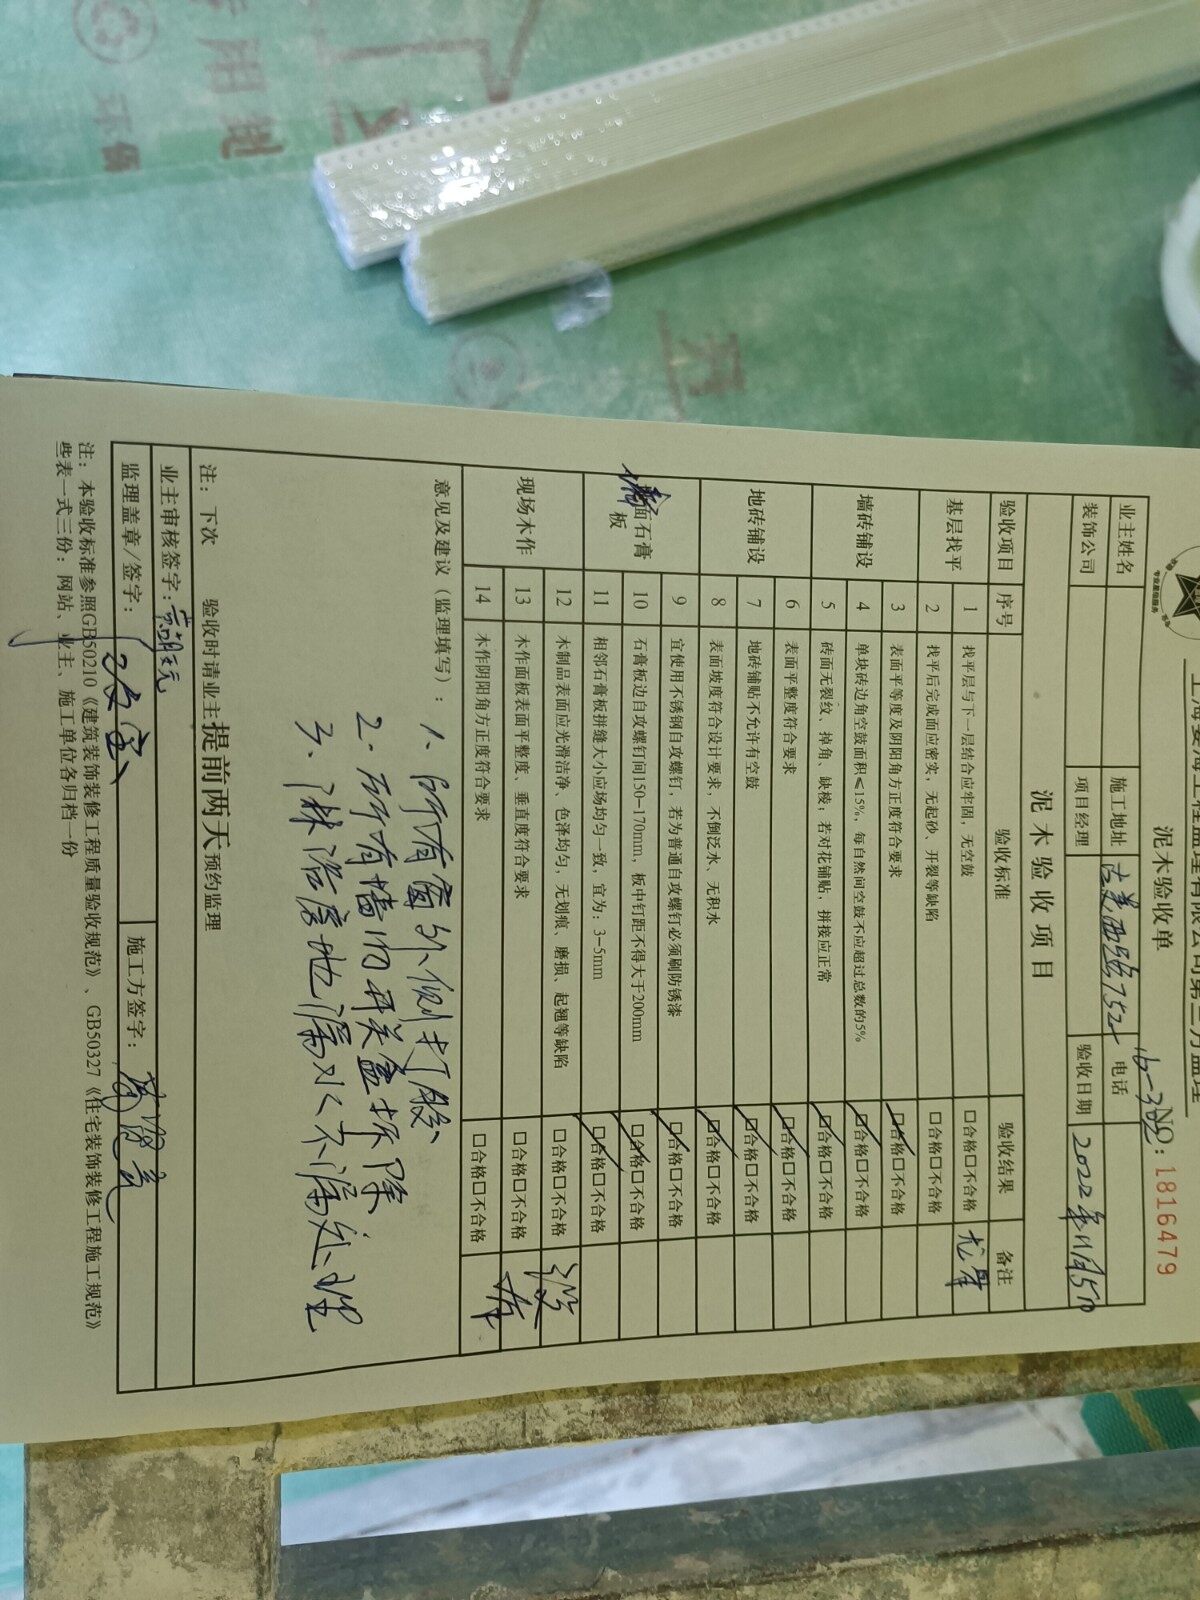 泥木验收单
NO: 1816479
16-302
业主姓名 施工地址 古美西路752 电话
装饰公司 项目经理 验收日期 2022年11月5日
泥木验收项目
验收项目 序号 验收标准 验收结果 备注
基层找平 1 找平层与下一层结合应牢固,无空鼓 □合格□不合格 龙骨
2 找平后完成面应密实,无起砂、开裂等缺陷 □合格□不合格
墙砖铺设 3 表面平等度及阴阳角方正度符合要求 □合格□不合格
4 单块砖边角空鼓面积≤15%,每自然间空鼓不应超过总数的5% □合格□不合格
5 砖面无裂纹、掉角、缺棱;若对花铺贴,拼接应正常 □合格□不合格
地砖铺设 6 表面平整度符合要求 □合格□不合格
7 地砖铺贴不允许有空鼓 □合格□不合格
8 表面坡度符合设计要求,不倒泛水、无积水 □合格□不合格
面石膏板 9 宜使用不锈钢自攻螺钉,若为普通自攻螺钉必须刷防锈漆 □合格□不合格
10 石膏板边自攻螺钉间150-170mm,板中钉距不得大于200mm □合格□不合格
11 相邻石膏板拼缝大小应场均匀一致,宜为:3-5mm □合格□不合格
现场木作 12 木制品表面应光滑洁净、色泽均匀,无划痕、磨损、起翘等缺陷 □合格□不合格 没
13 木作面板表面平整度、垂直度符合要求 □合格□不合格 有
14 木作阴阳角方正度符合要求 □合格□不合格
意见及建议(监理填写):
1、所有窗外侧打胶
2、所有墙面开关盒拆除
3、淋浴房地漏水不漏处理
注:下次 验收时请业主提前两天预约监理
业主审核签字:
监理盖章/签字: 施工方签字:
注:本验收标准参照GB50210《建筑装饰装修工程质量验收规范》、GB50327《住宅装饰装修工程施工规范》
些表一式三份:网站、业主、施工单位各归档一份
环保